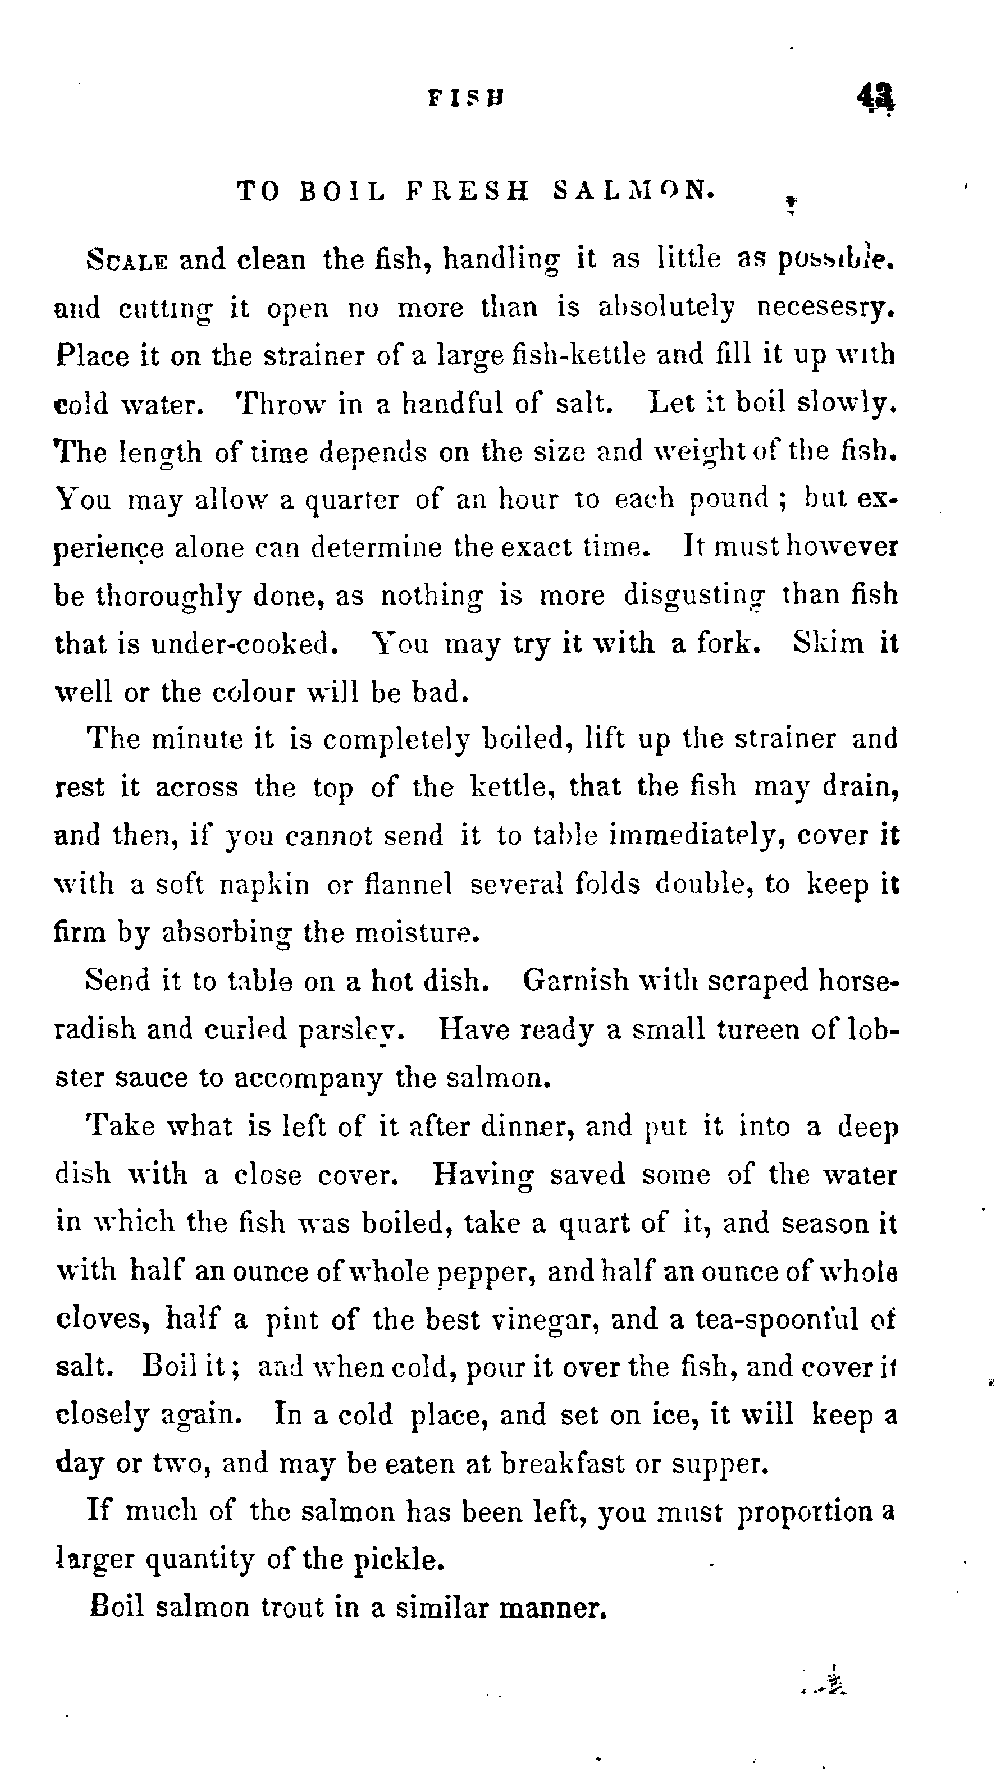 FISH 43
TO BOIL FRESH SALMON.
SCALE and clean the fish, handling it as little as possible.
and cutting it open no more than is absolutely necesesry.
Place it on the strainer of a large fish-kettle and fill it up with
cold water. Throw in a handful of salt. Let it boil slowly.
The length of time depends on the size and weight of the fish.
You may allow a quarter of an hour to each pound ; but ex-
perience alone can determine the exact time. It must however
be thoroughly done, as nothing is more disgusting than fish
that is under-cooked. You may try it with a fork. Skim it
well or the colour will be bad.
The minute it is completely boiled, lift up the strainer and
rest it across the top of the kettle, that the fish may drain,
and then, if you cannot send it to table immediately, cover it
with a soft napkin or flannel several folds double, to keep it
firm by absorbing the moisture.
Send it to table on a hot dish. Garnish with scraped horse-
radish and curled parsley. Have ready a small tureen of lob-
ster sauce to accompany the salmon.
Take what is left of it after dinner, and put it into a deep
dish with a close cover. Having saved some of the water
in which the fish was boiled, take a quart of it, and season it
with half an ounce of whole pepper, and half an ounce of whole
cloves, half a pint of the best vinegar, and a tea-spoonful of
salt. Boil it ; and when cold, pour it over the fish, and cover it
closely again. In a cold place, and set on ice, it will keep a
day or two, and may be eaten at breakfast or supper.
If much of the salmon has been left, you must proportion a
larger quantity of the pickle.
Boil salmon trout in a similar manner.